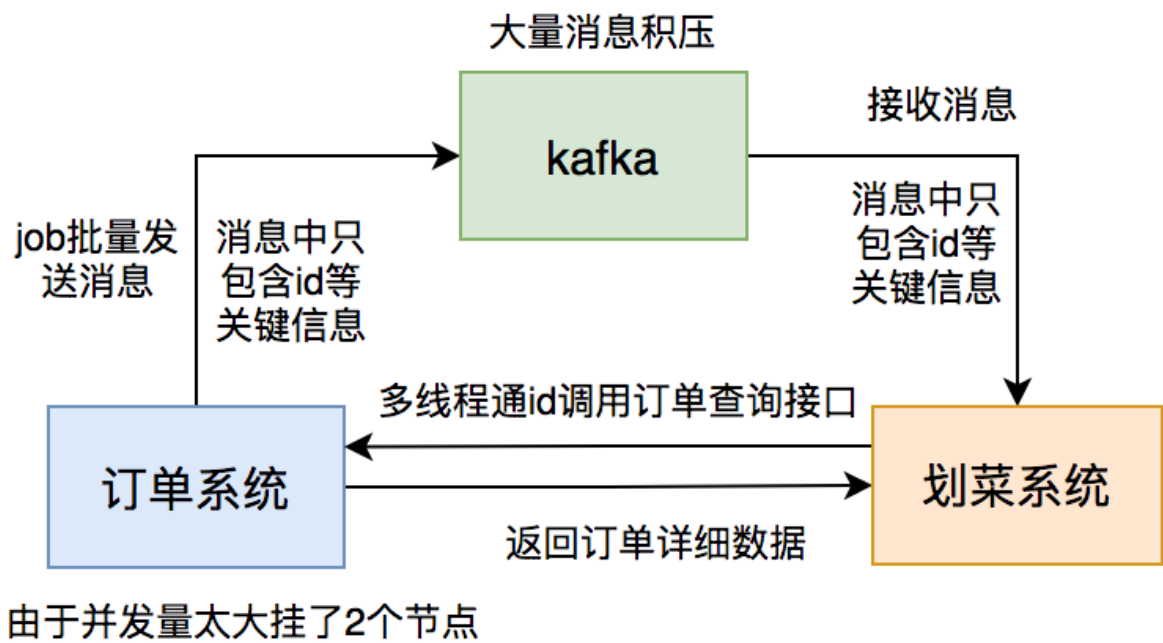 大量消息积压
kafka
接收消息
job批量发
送消息
消息中只
包含id等
关键信息
消息中只
包含id等
关键信息
多线程通id调用订单查询接口
订单系统
划菜系统
返回订单详细数据
由于并发量太大挂了2个节点